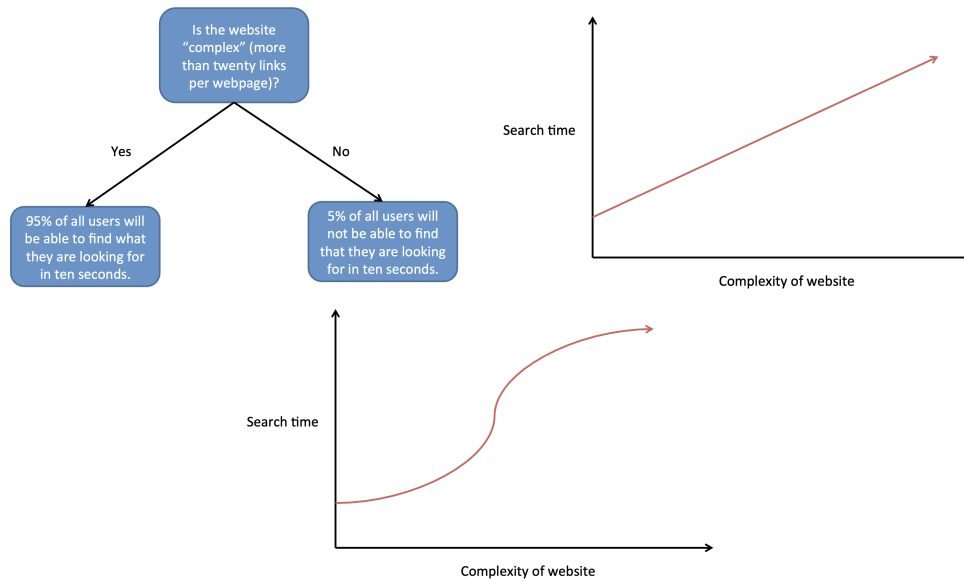 Is the website
“complex” (more
than twenty links
per webpage)?
Yes
No
95% of all users will
be able to find what
they are looking for
in ten seconds.
5% of all users will
not be able to find
that they are looking
for in ten seconds.
Search time
Complexity of website
Search time
Complexity of website